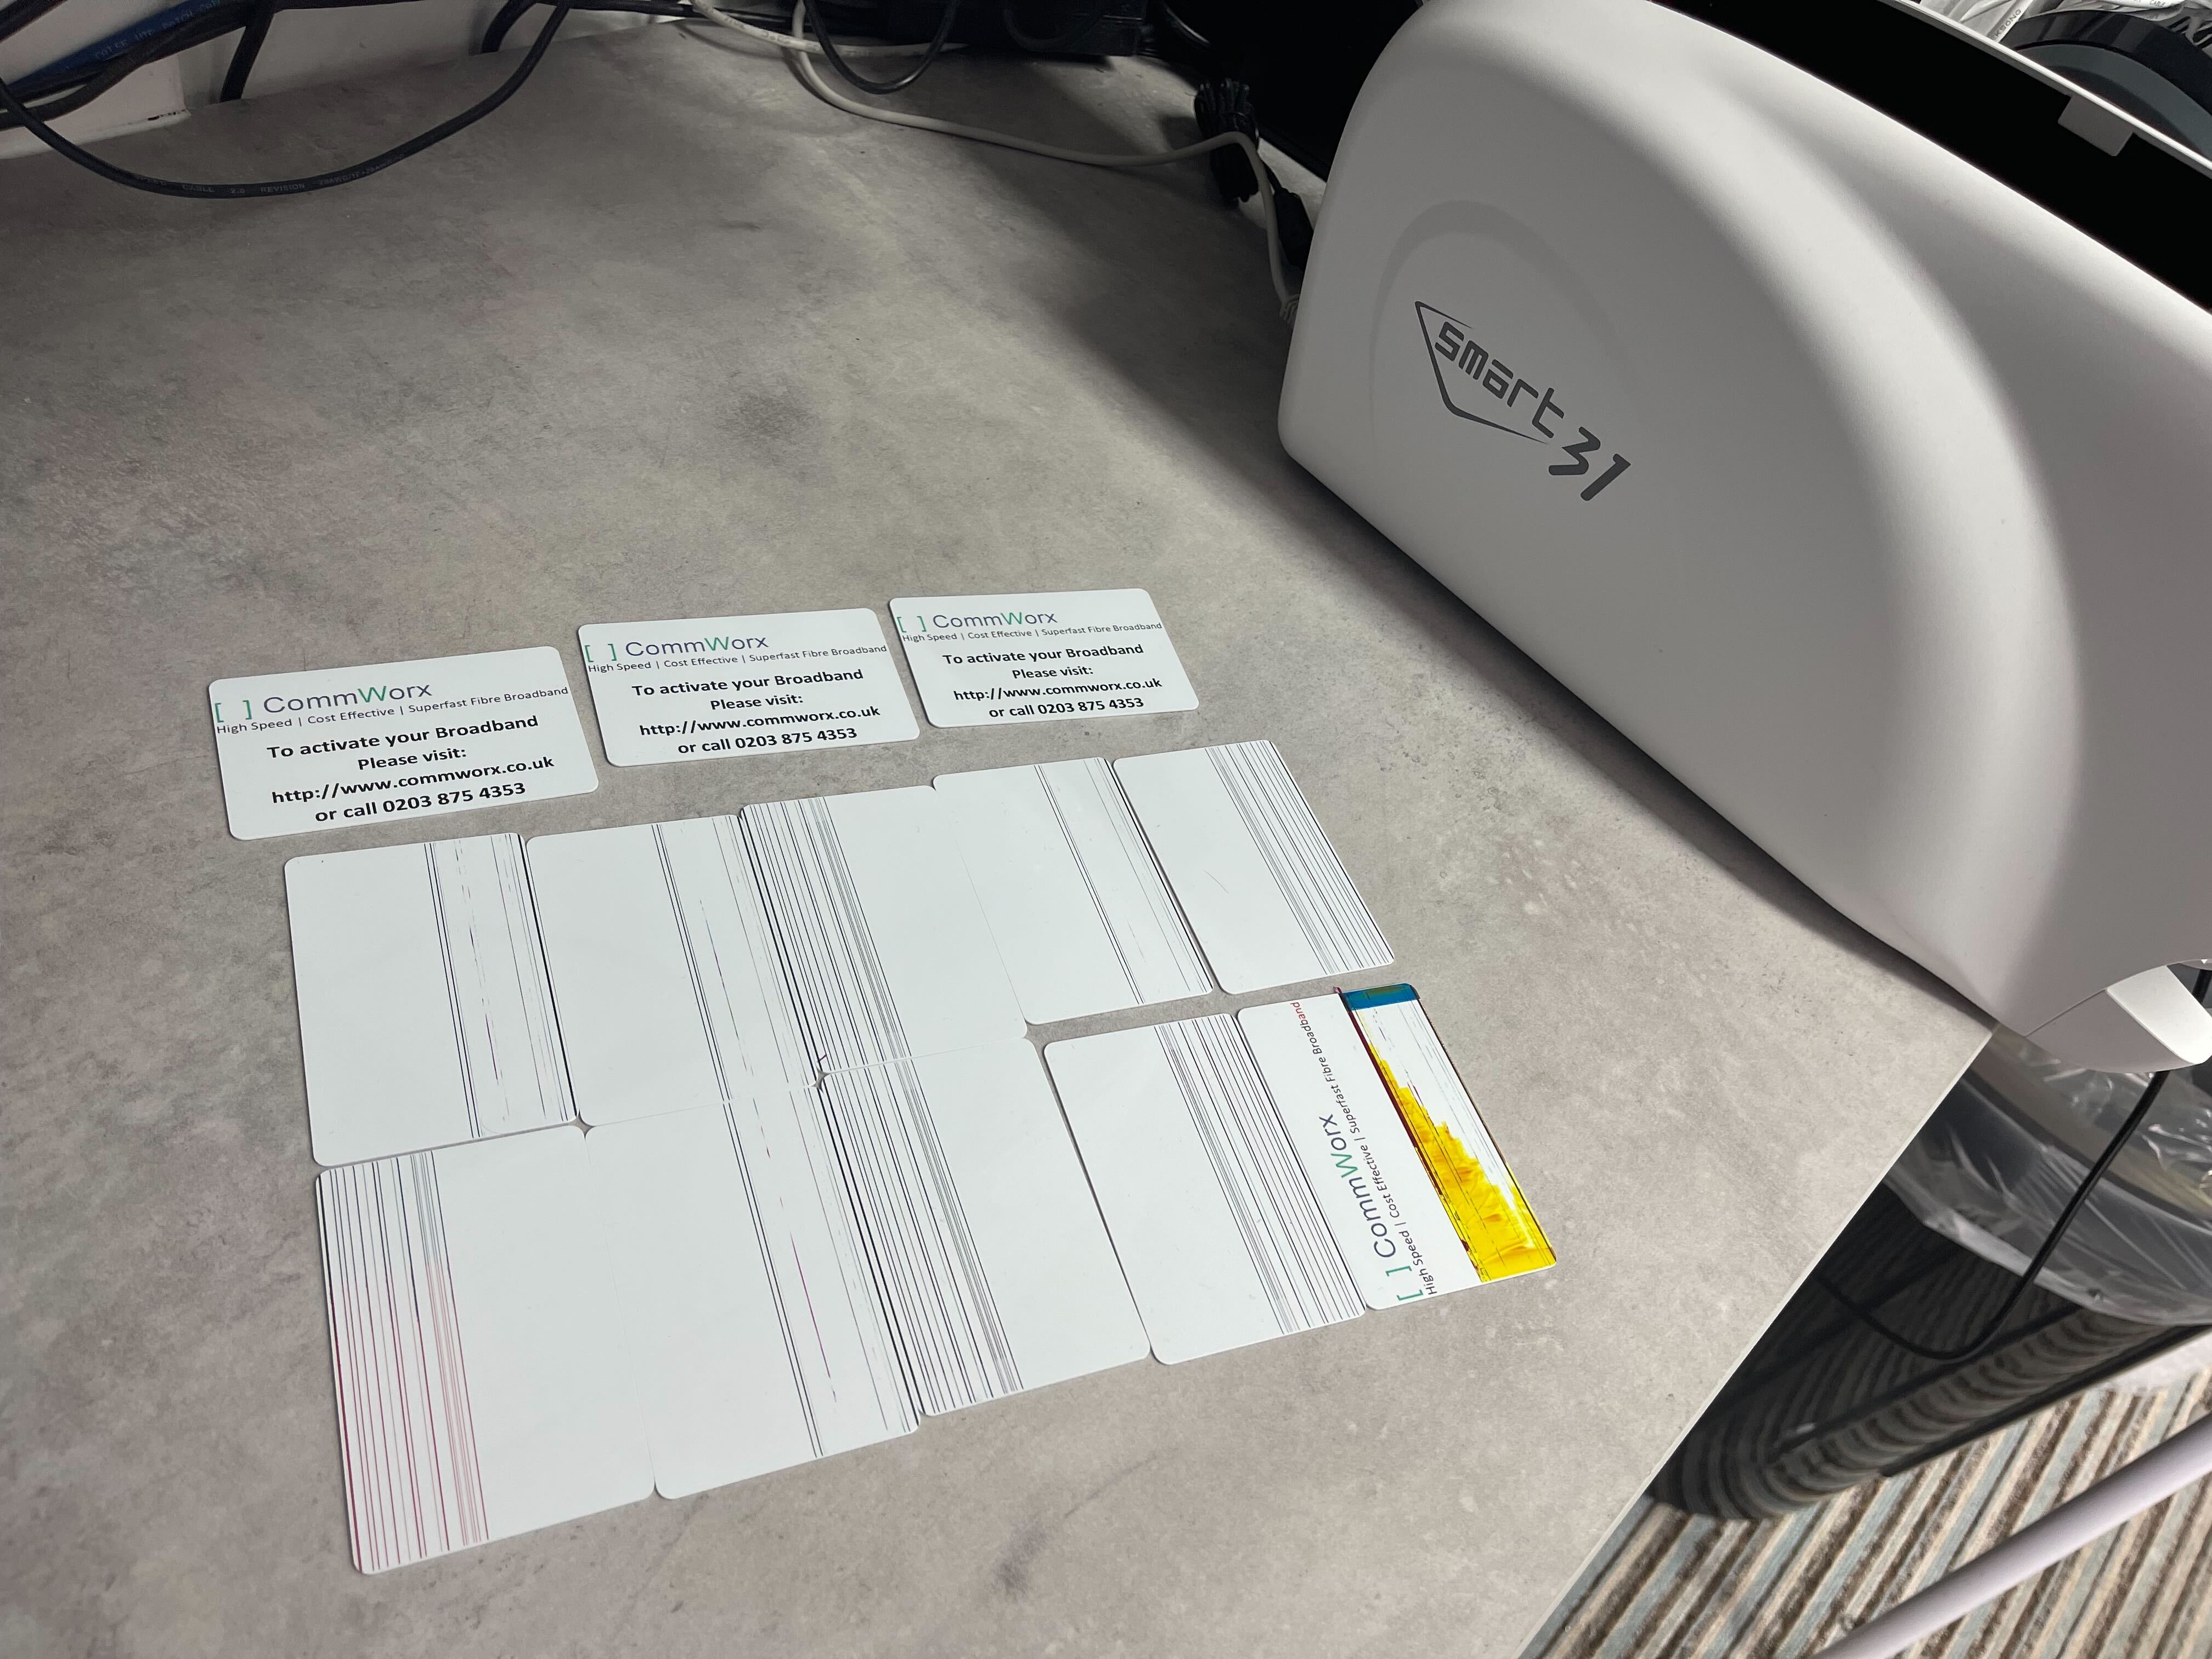 smart 31
[ ] CommWorx
High Speed | Cost Effective | Superfast Fibre Broadband
To activate your Broadband
Please visit:
http://www.commworx.co.uk
or call 0203 875 4353
[ ] CommWorx
High Speed | Cost Effective | Superfast Fibre Broadband
To activate your Broadband
Please visit:
http://www.commworx.co.uk
or call 0203 875 4353
[ ] CommWorx
High Speed | Cost Effective | Superfast Fibre Broadband
To activate your Broadband
Please visit:
http://www.commworx.co.uk
or call 0203 875 4353
[ ] CommWorx
High Speed | Cost Effective | Superfast Fibre Broadband